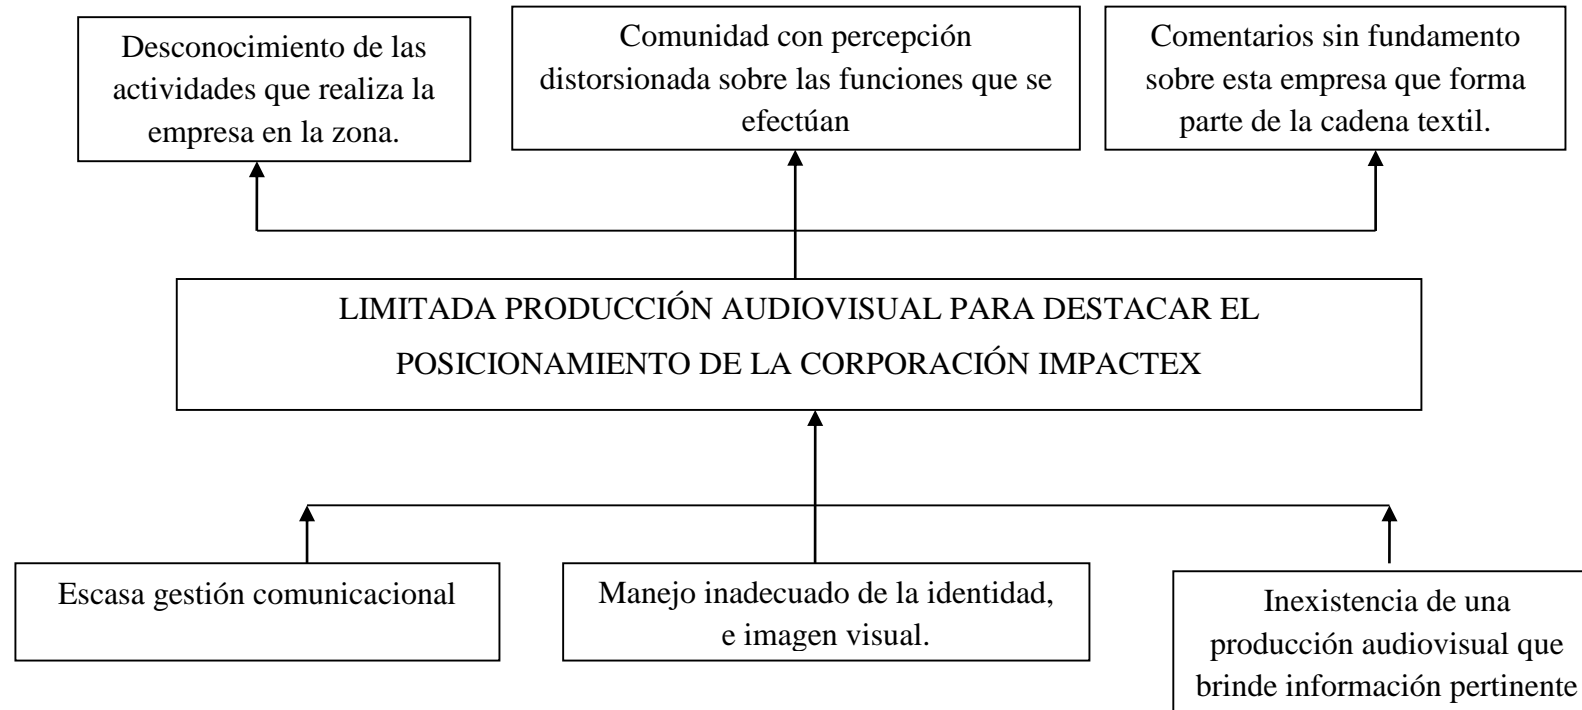 Desconocimiento de las
actividades que realiza la
empresa en la zona.
Comunidad con percepción
distorsionada sobre las funciones que se
efectúan
Comentarios sin fundamento
sobre esta empresa que forma
parte de la cadena textil.
LIMITADA PRODUCCIÓN AUDIOVISUAL PARA DESTACAR EL
POSICIONAMIENTO DE LA CORPORACIÓN IMPACTEX
Escasa gestión comunicacional
Manejo inadecuado de la identidad,
e imagen visual.
Inexistencia de una
producción audiovisual que
brinde información pertinente